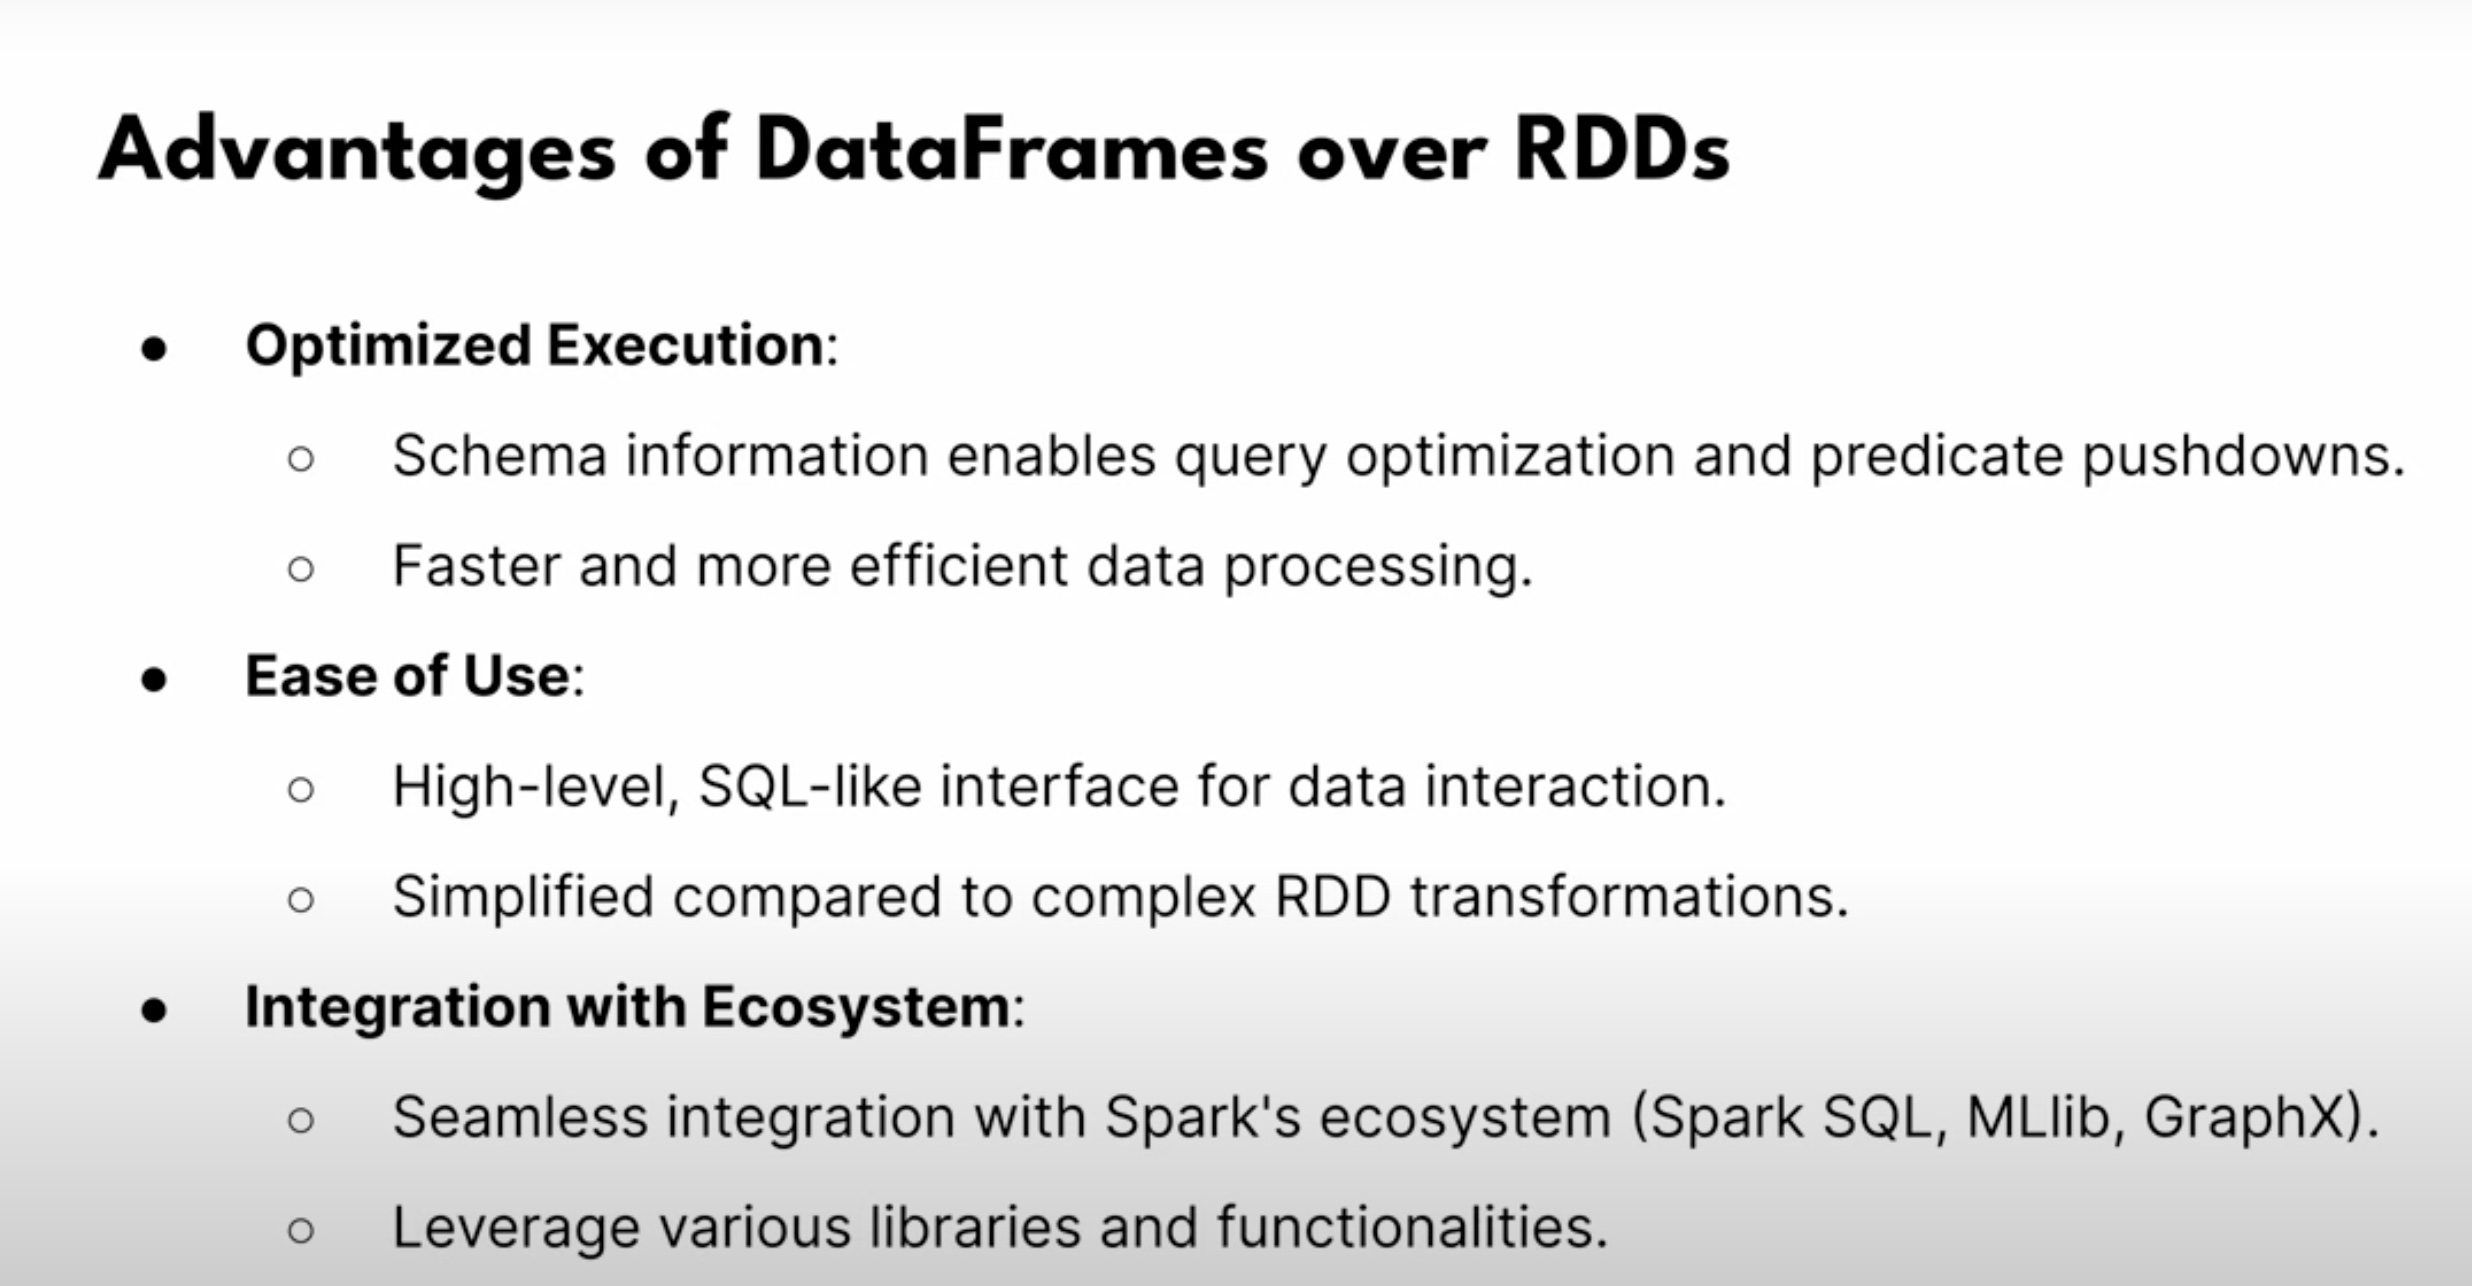 Advantages of DataFrames over RDDs
● Optimized Execution:
○ Schema information enables query optimization and predicate pushdowns.
○ Faster and more efficient data processing.
● Ease of Use:
○ High-level, SQL-like interface for data interaction.
○ Simplified compared to complex RDD transformations.
● Integration with Ecosystem:
○ Seamless integration with Spark's ecosystem (Spark SQL, MLlib, GraphX).
○ Leverage various libraries and functionalities.